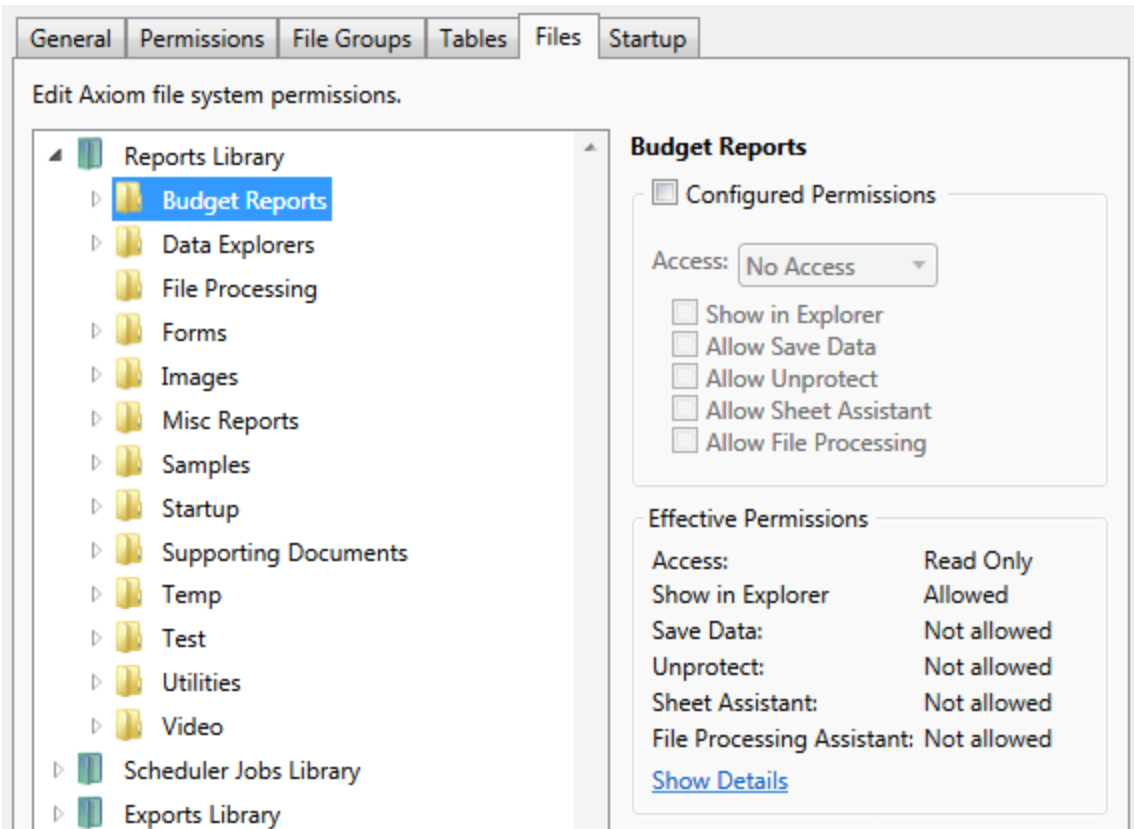 General Permissions File Groups Tables Files Startup
Edit Axiom file system permissions.
Reports Library
Budget Reports
Data Explorers
File Processing
Forms
Images
Misc Reports
Samples
Startup
Supporting Documents
Temp
Test
Utilities
Video
Scheduler Jobs Library
Exports Library
Budget Reports
Configured Permissions
Access: No Access
Show in Explorer
Allow Save Data
Allow Unprotect
Allow Sheet Assistant
Allow File Processing
Effective Permissions
Access: Read Only
Show in Explorer Allowed
Save Data: Not allowed
Unprotect: Not allowed
Sheet Assistant: Not allowed
File Processing Assistant: Not allowed
Show Details